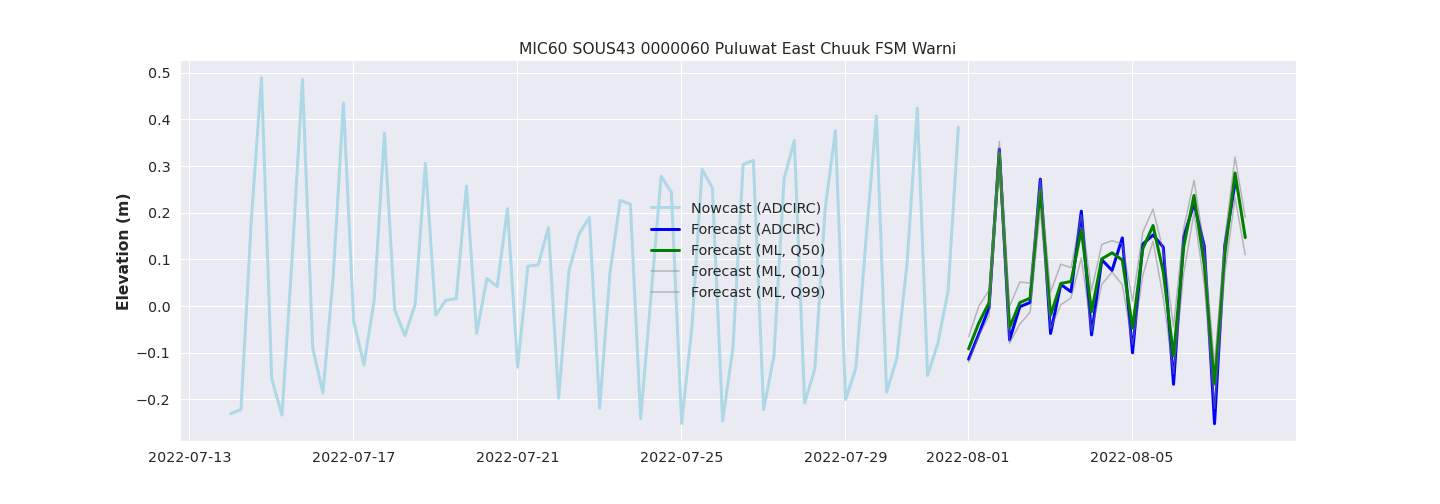 MIC60 SOUS43 0000060 Puluwat East Chuuk FSM Warni
Elevation (m)
0.5
0.4
0.3
0.2
0.1
0.0
−0.1
−0.2
Nowcast (ADCIRC)
Forecast (ADCIRC)
Forecast (ML, Q50)
Forecast (ML, Q01)
Forecast (ML, Q99)
2022-07-13 2022-07-17 2022-07-21 2022-07-25 2022-07-29 2022-08-01 2022-08-05